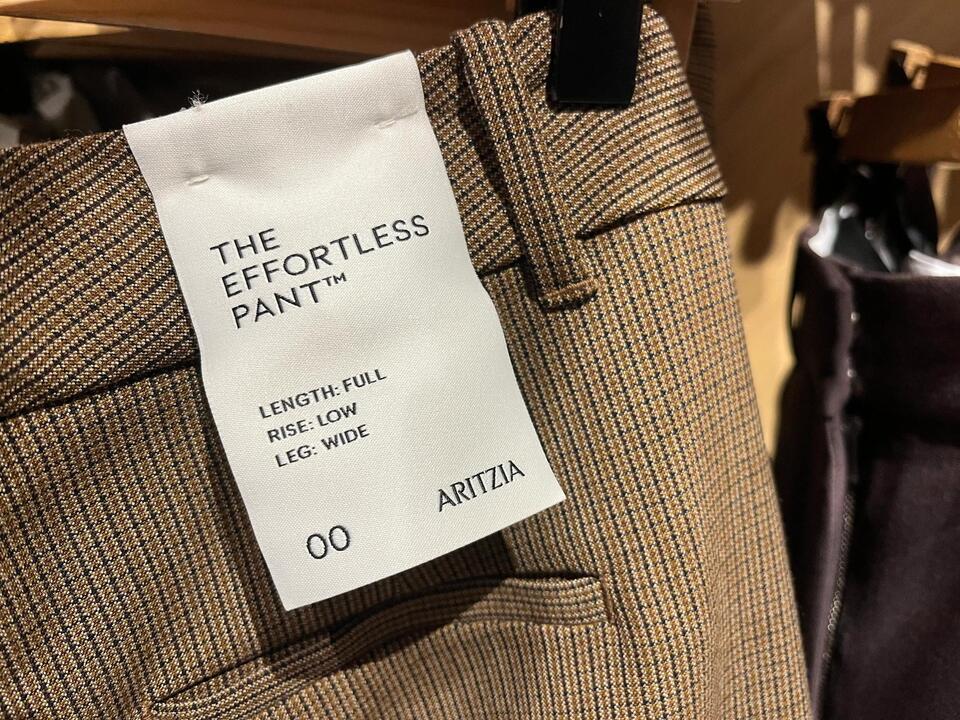 THE
EFFORTLESS
PANT™
LENGTH: FULL
RISE: LOW
LEG: WIDE
ARITZIA
00